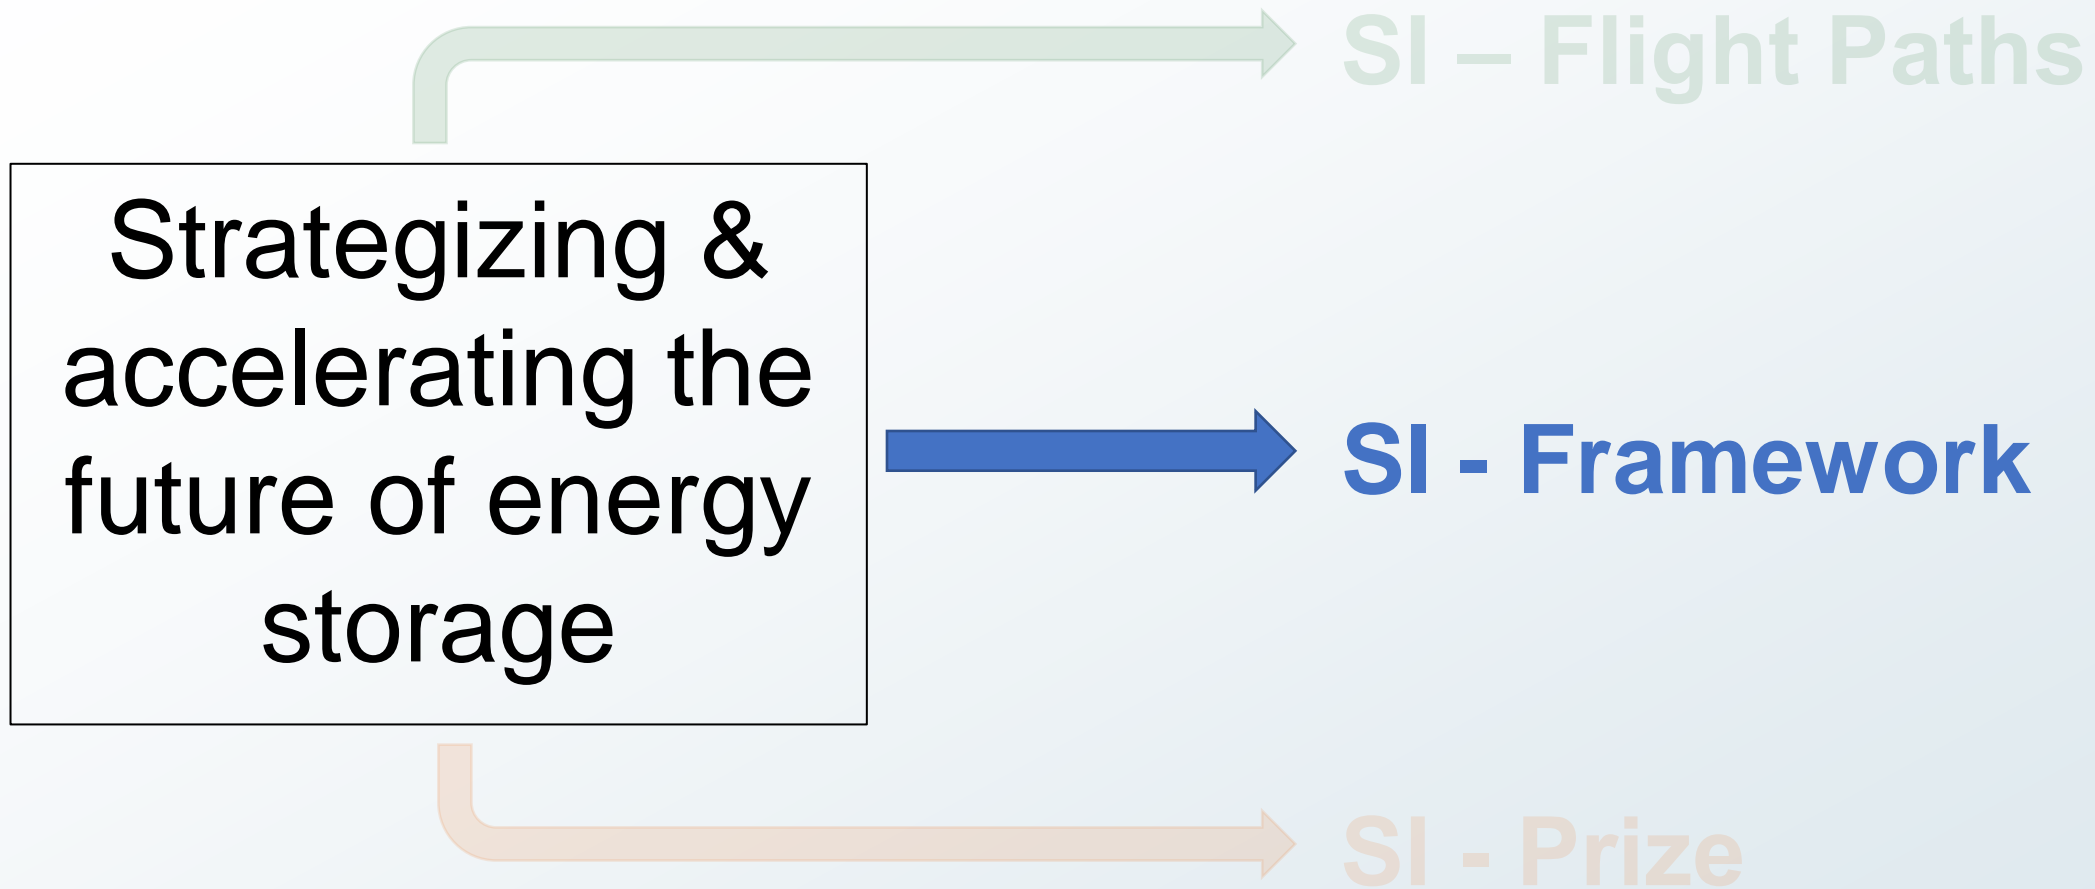 SI – Flight Paths
Strategizing &
accelerating the
future of energy
storage
SI - Framework
SI - Prize